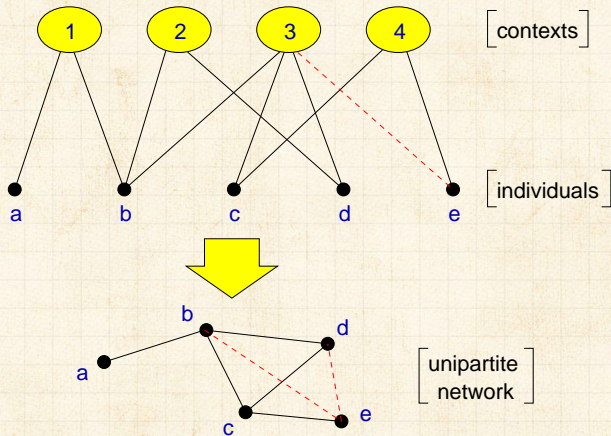 1 2 3 4 contexts
a b c d e individuals
b
d
a
unipartite
network
c
e